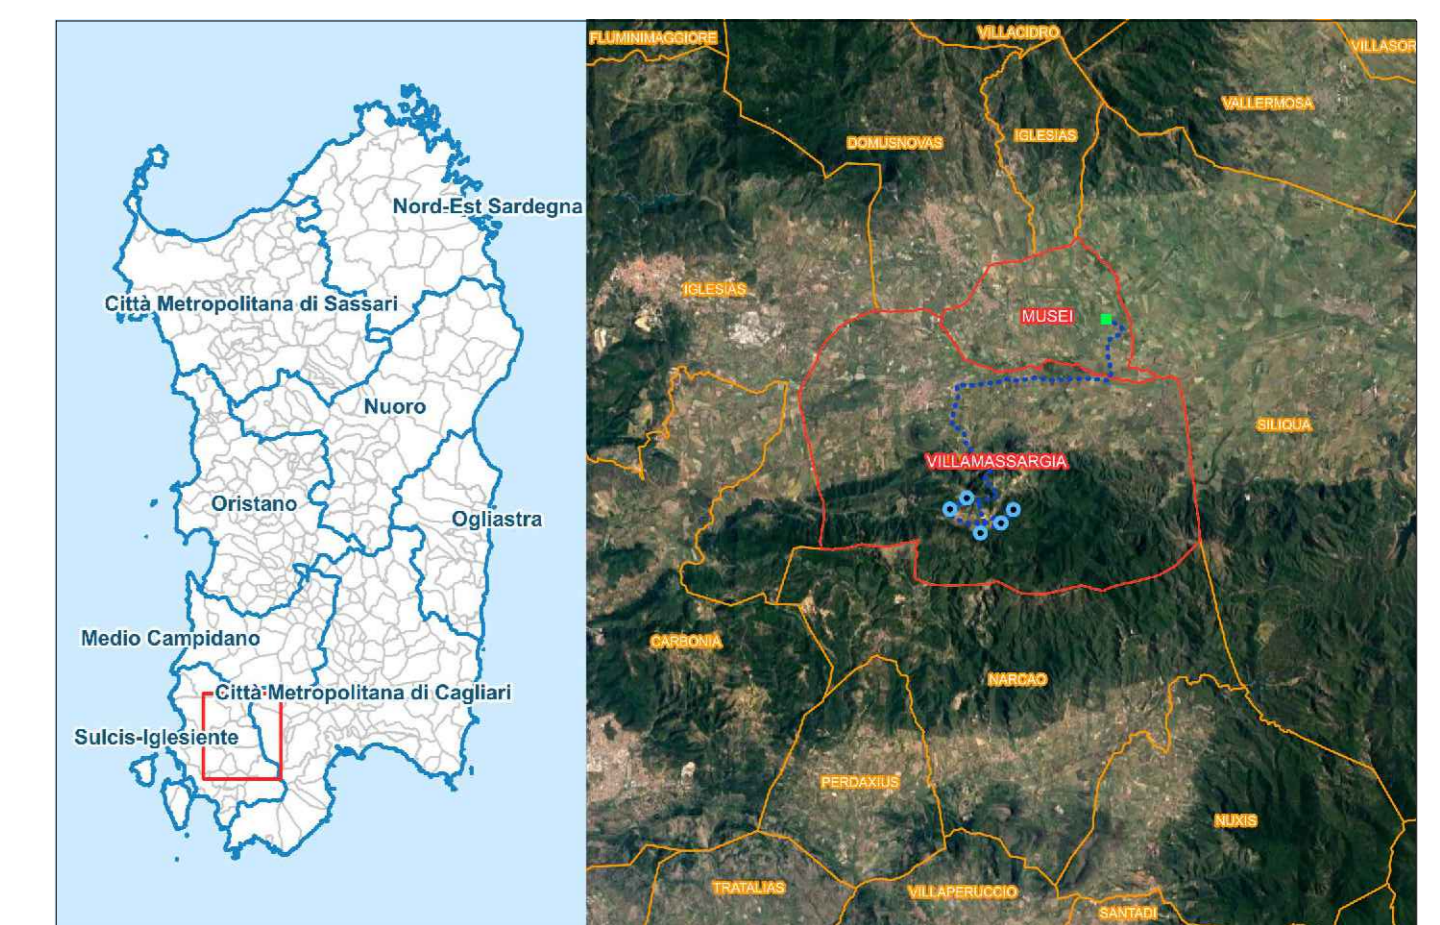 Nord-Est Sardegna
Città Metropolitana di Sassari
Nuoro
Oristano
Ogliastra
Medio Campidano
Città Metropolitana di Cagliari
Sulcis-Iglesiente
FLUMINIMAGGIORE
VILLACIDRO
VILLASOR
VALLERMOSA
DOMUSNOVAS
IGLESIAS
IGLESIAS
MUSEI
SILIQUA
VILLAMASSARGIA
CARBONIA
NARCAO
PERDAXIUS
NUXIS
TRATALIAS
VILLAPERUCCIO
SANTADI